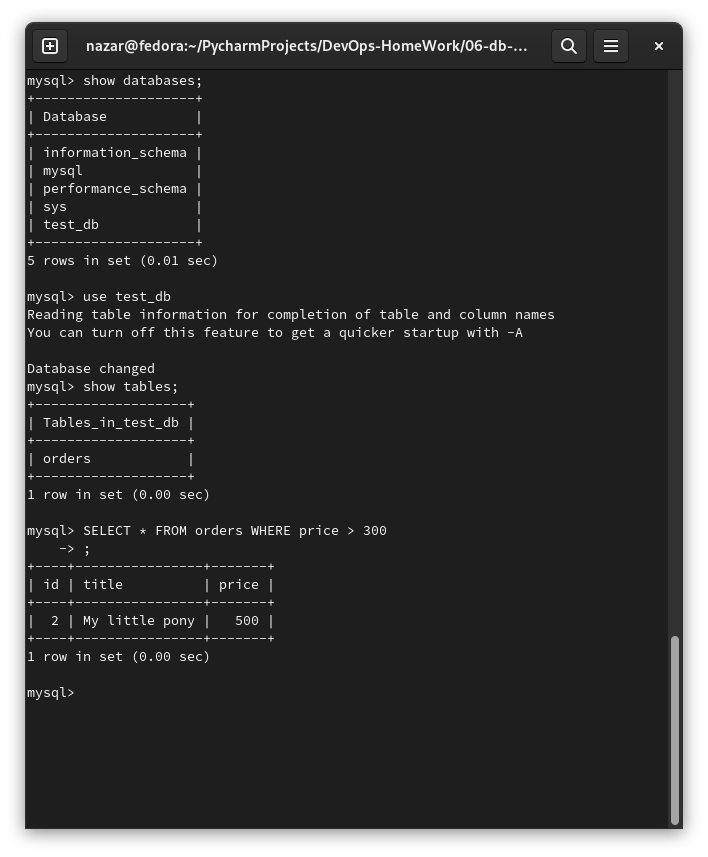 nazar@fedora:~/PycharmProjects/DevOps-HomeWork/06-db-...
mysql> show databases;
+--------------------+
| Database           |
+--------------------+
| information_schema |
| mysql              |
| performance_schema |
| sys                |
| test_db            |
+--------------------+
5 rows in set (0.01 sec)

mysql> use test_db
Reading table information for completion of table and column names
You can turn off this feature to get a quicker startup with -A

Database changed
mysql> show tables;
+-------------------+
| Tables_in_test_db |
+-------------------+
| orders            |
+-------------------+
1 row in set (0.00 sec)

mysql> SELECT * FROM orders WHERE price > 300
    -> ;
+----+----------------+-------+
| id | title          | price |
+----+----------------+-------+
|  2 | My little pony |   500 |
+----+----------------+-------+
1 row in set (0.00 sec)

mysql>